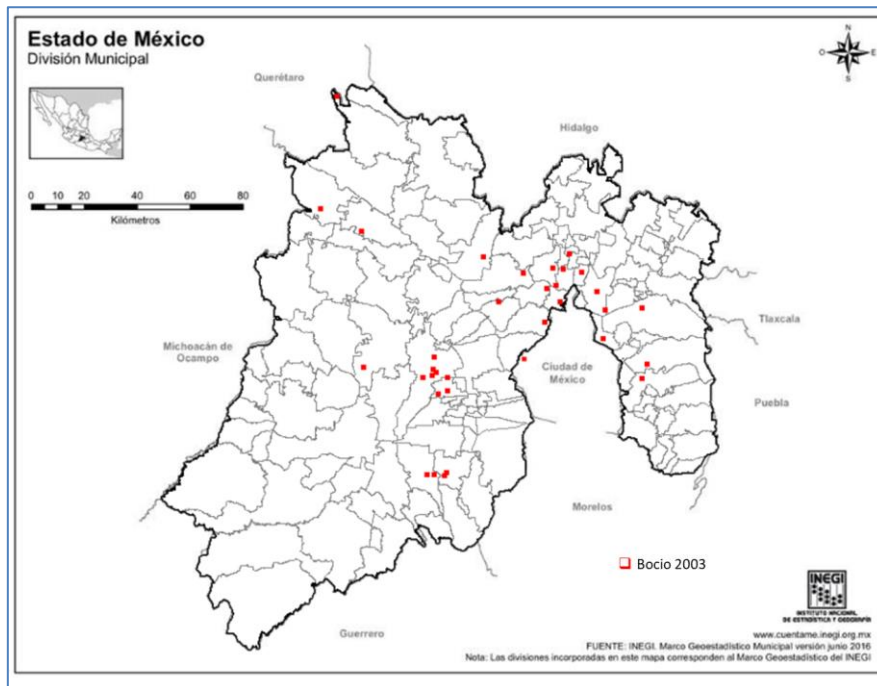 Estado de México
División Municipal
Querétaro
N
O
E
S
Hidalgo
0 10 20 40 60 80
Kilómetros
Michoacán de
Ocampo
Tlaxcala
Ciudad de
México
Puebla
Morelos
Bocio 2003
INEGI
INSTITUTO NACIONAL
DE ESTADÍSTICA Y GEOGRAFÍA
Guerrero
www.cuentame.inegi.org.mx
FUENTE: INEGI. Marco Geoestadístico Municipal versión junio 2016
Nota: Las divisiones incorporadas en este mapa corresponden al Marco Geoestadístico del INEGI